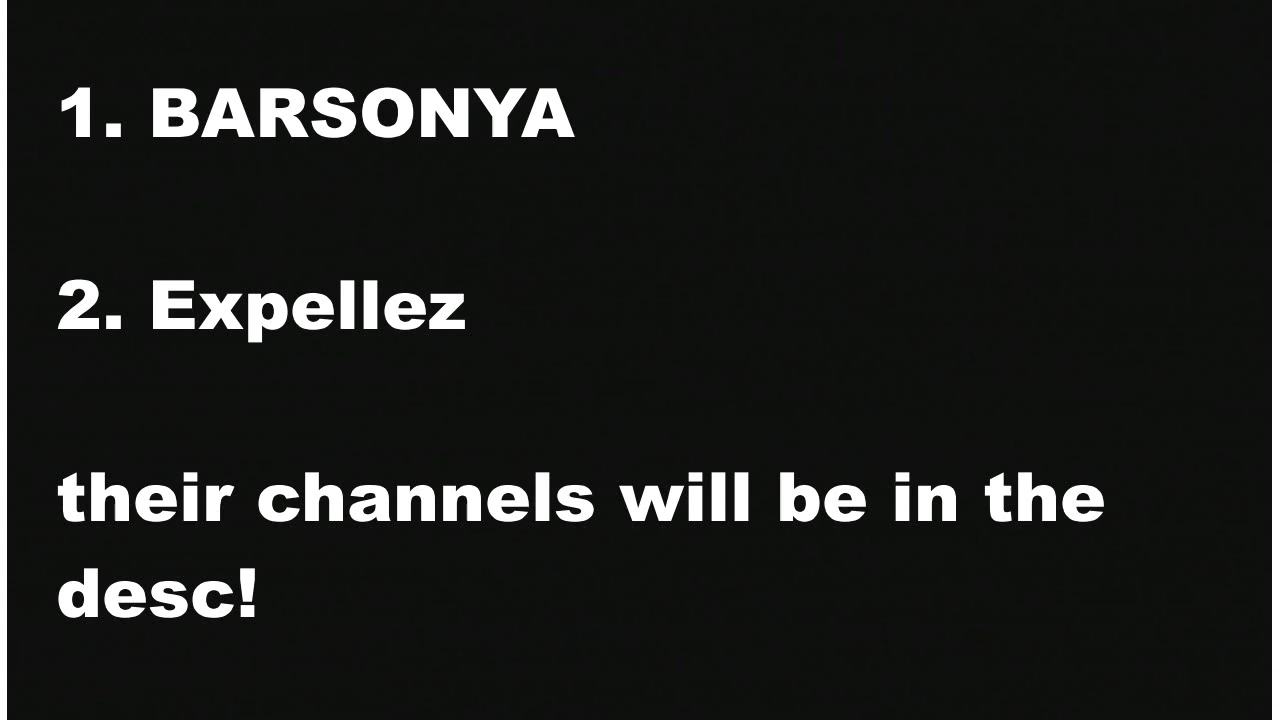 1. BARSONYA
2. Expellez
their channels will be in the
desc!